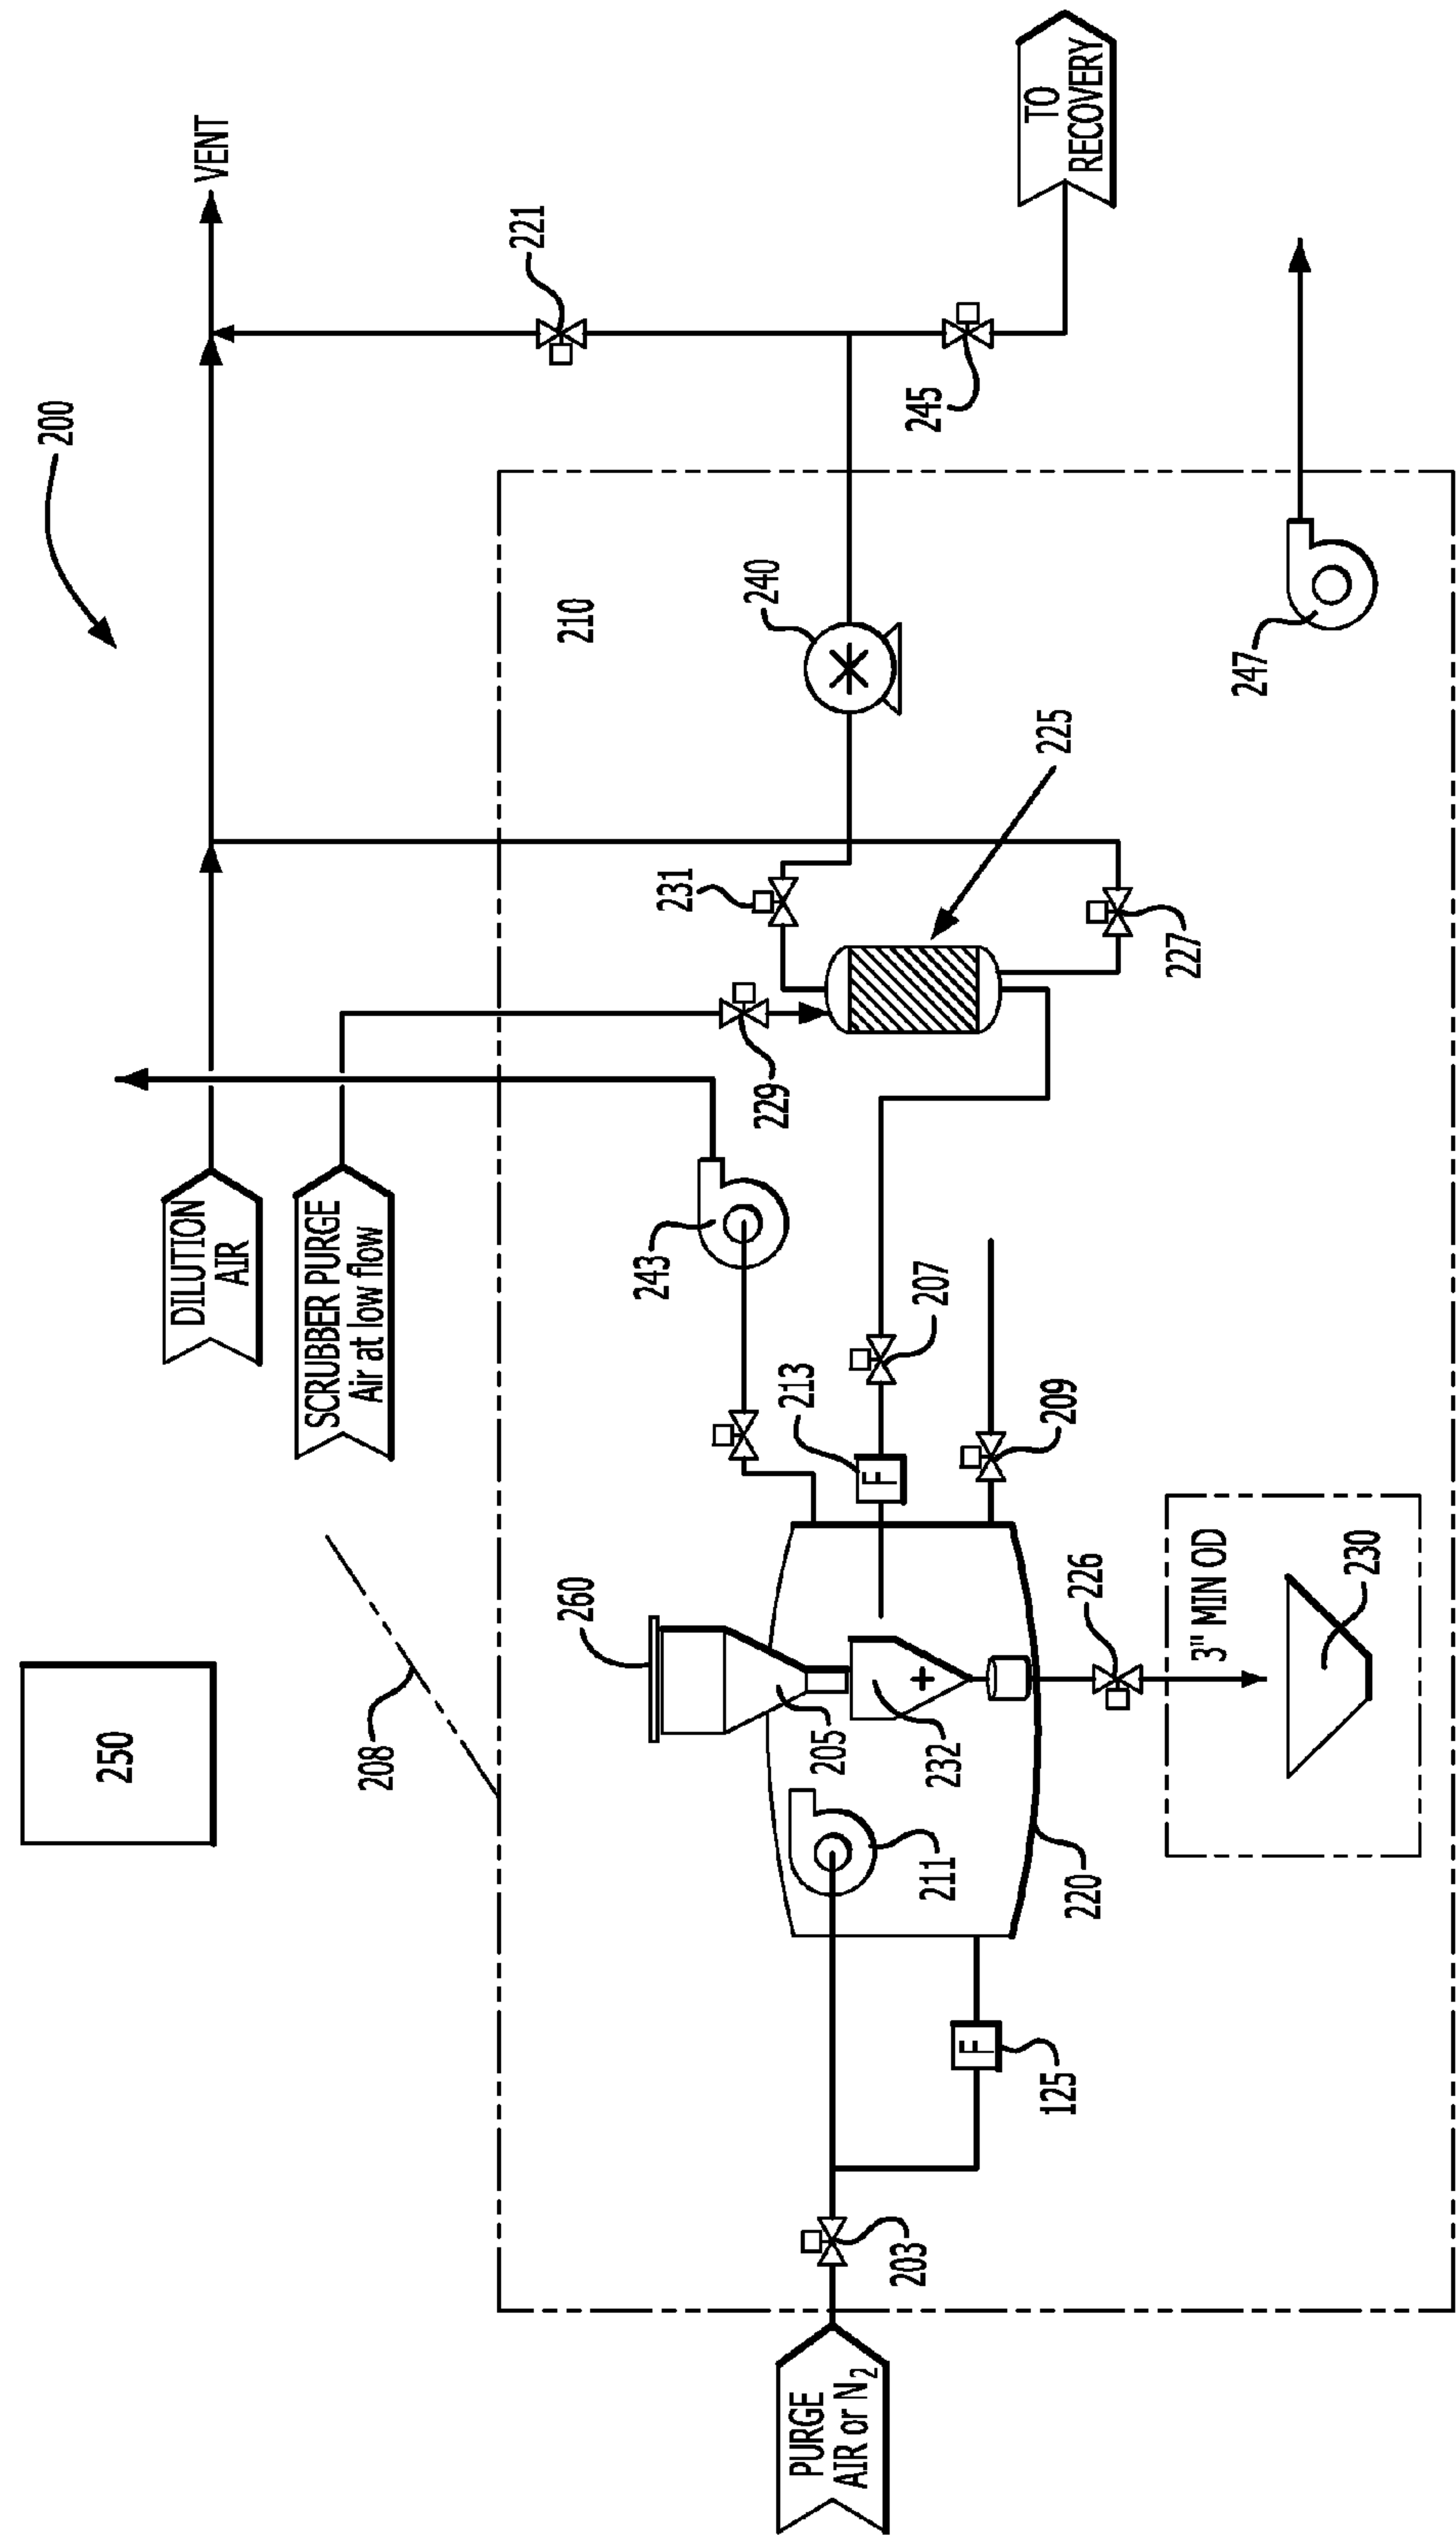 200
VENT
221
TO
RECOVERY
245
210
240
247
225
231
227
229
DILUTION
AIR
SCRUBBER PURGE
Air at low flow
243
207
213
F
209
250
208
260
205
232
226
3" MIN OD
230
211
220
F
125
203
PURGE
AIR or N₂